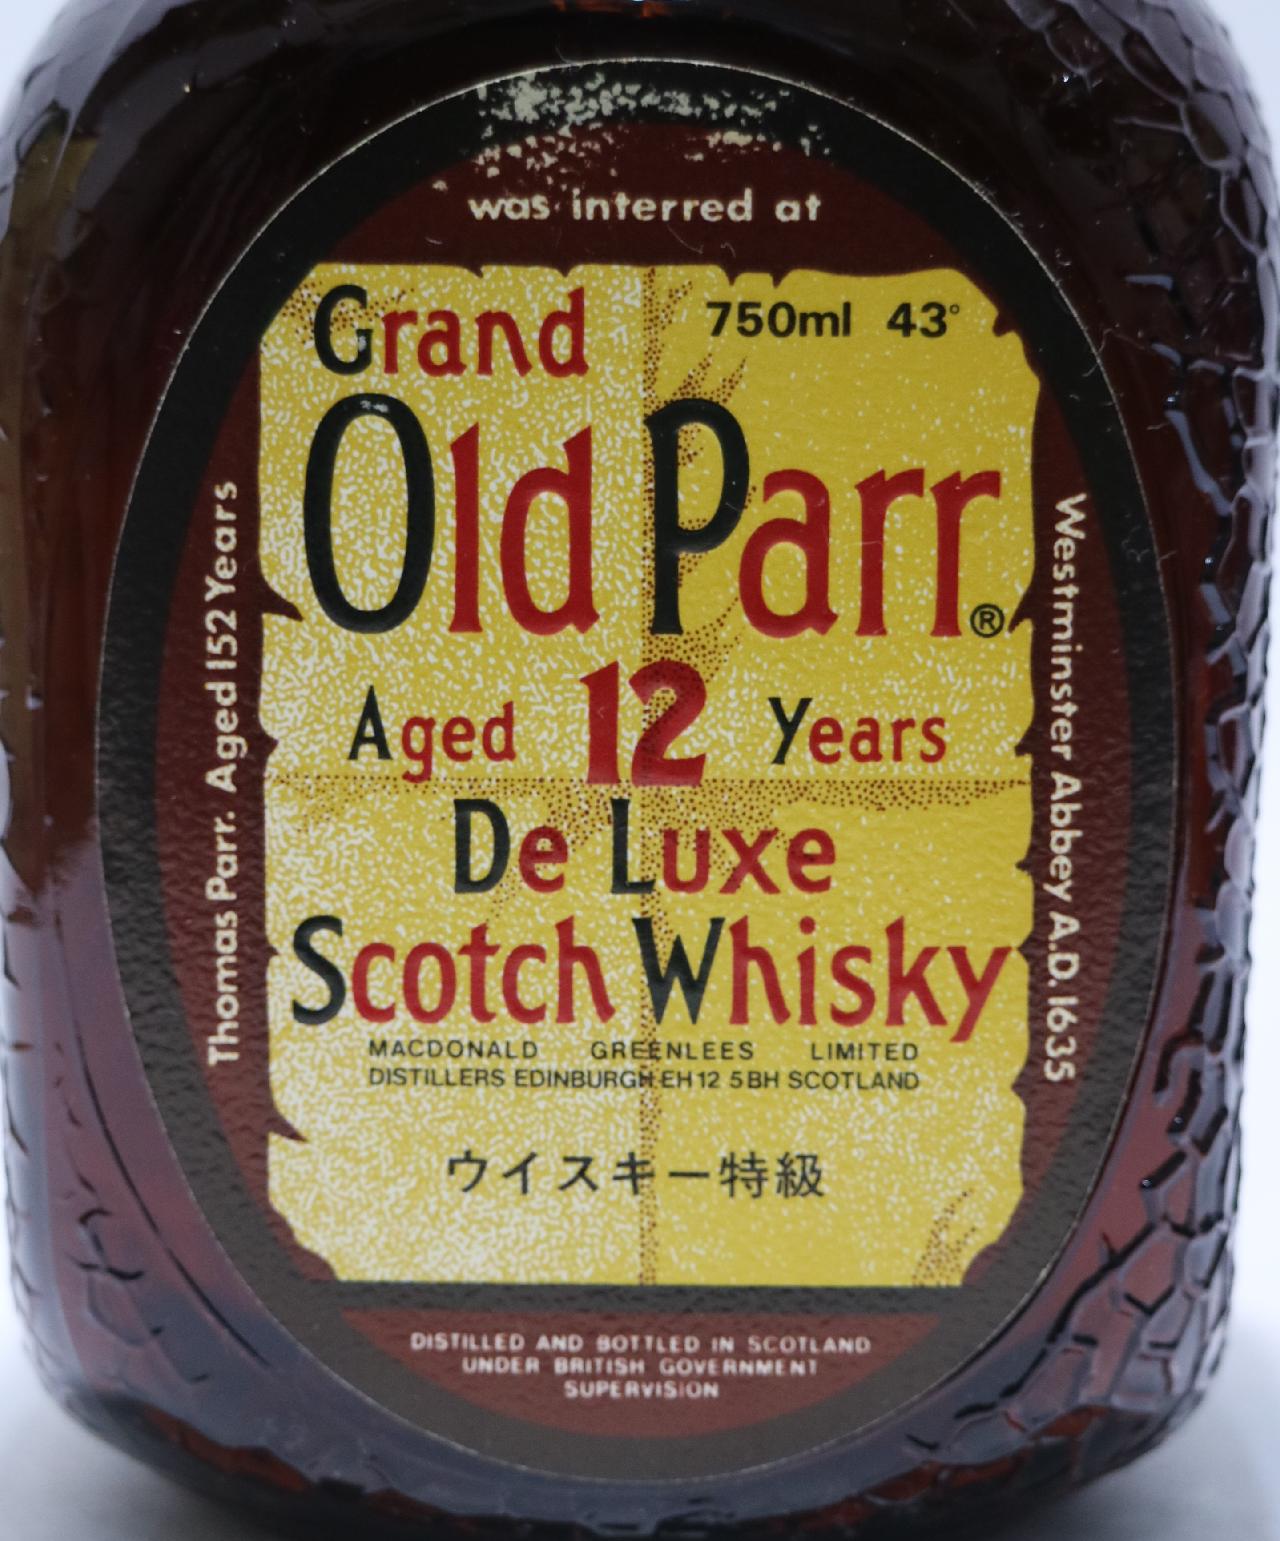 was interred at
Grand
750ml 43°
Old Parr®
Aged 12 Years
De Luxe
Scotch Whisky
MACDONALD GREENLEES LIMITED
DISTILLERS EDINBURGH EH12 5BH SCOTLAND
ウイスキー特級
Thomas Parr. Aged 152 Years
Westminster Abbey A.D. 1635
DISTILLED AND BOTTLED IN SCOTLAND
UNDER BRITISH GOVERNMENT
SUPERVISION